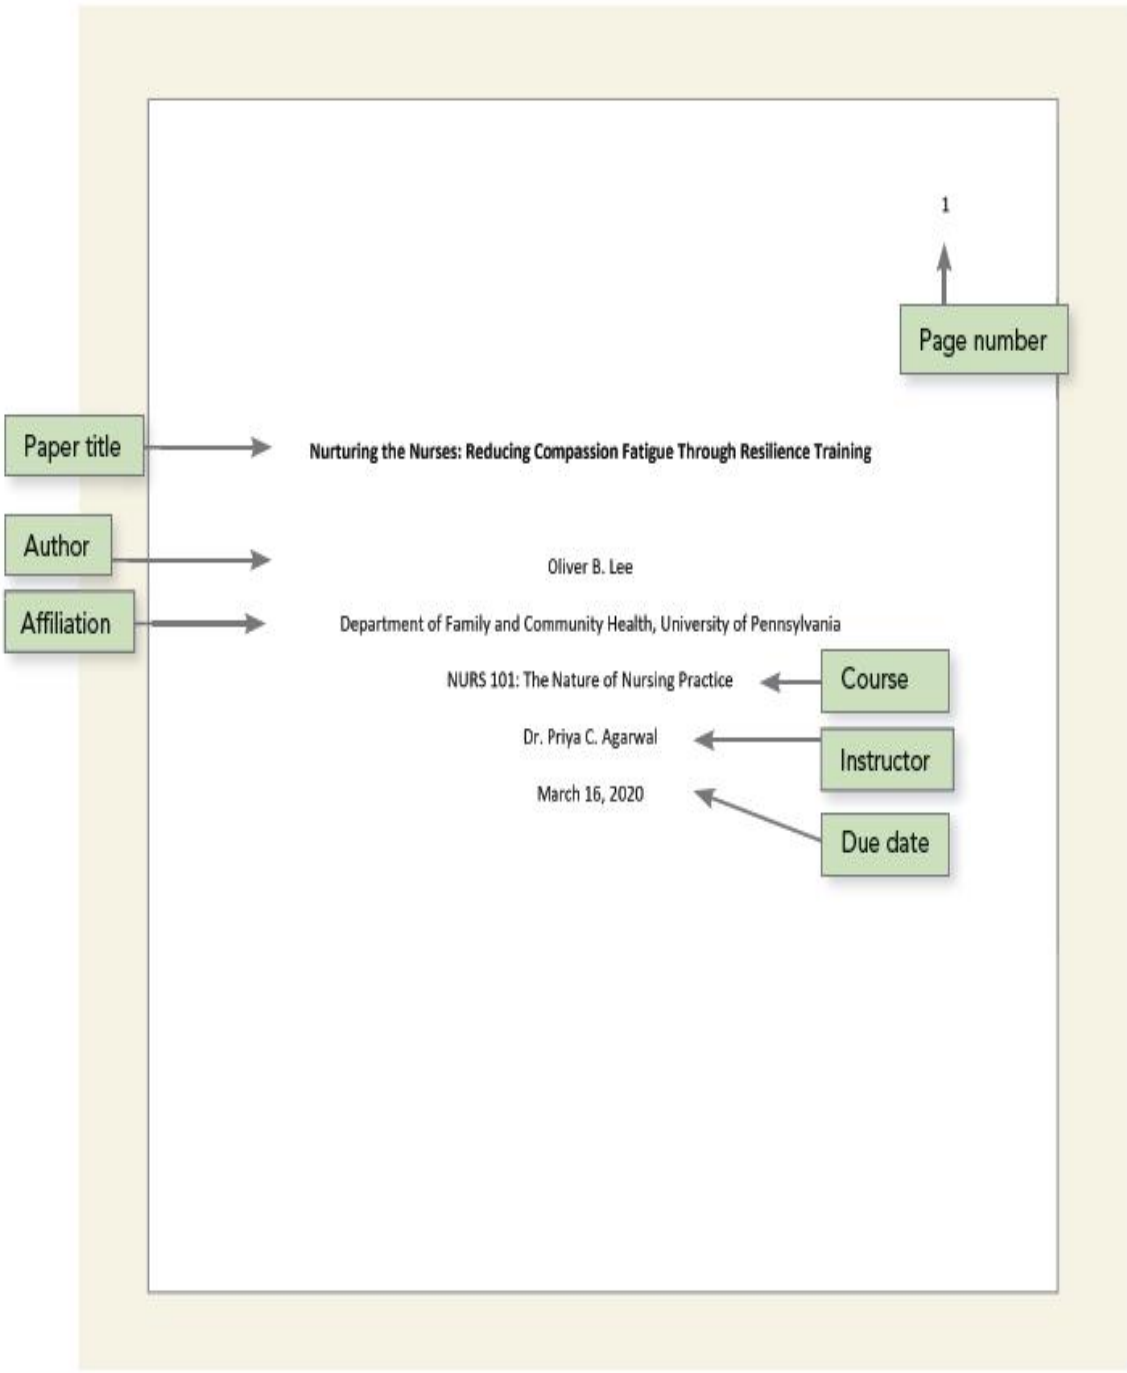 1
Page number
Paper title
Nurturing the Nurses: Reducing Compassion Fatigue Through Resilience Training
Author
Oliver B. Lee
Affiliation
Department of Family and Community Health, University of Pennsylvania
NURS 101: The Nature of Nursing Practice
Course
Dr. Priya C. Agarwal
Instructor
March 16, 2020
Due date